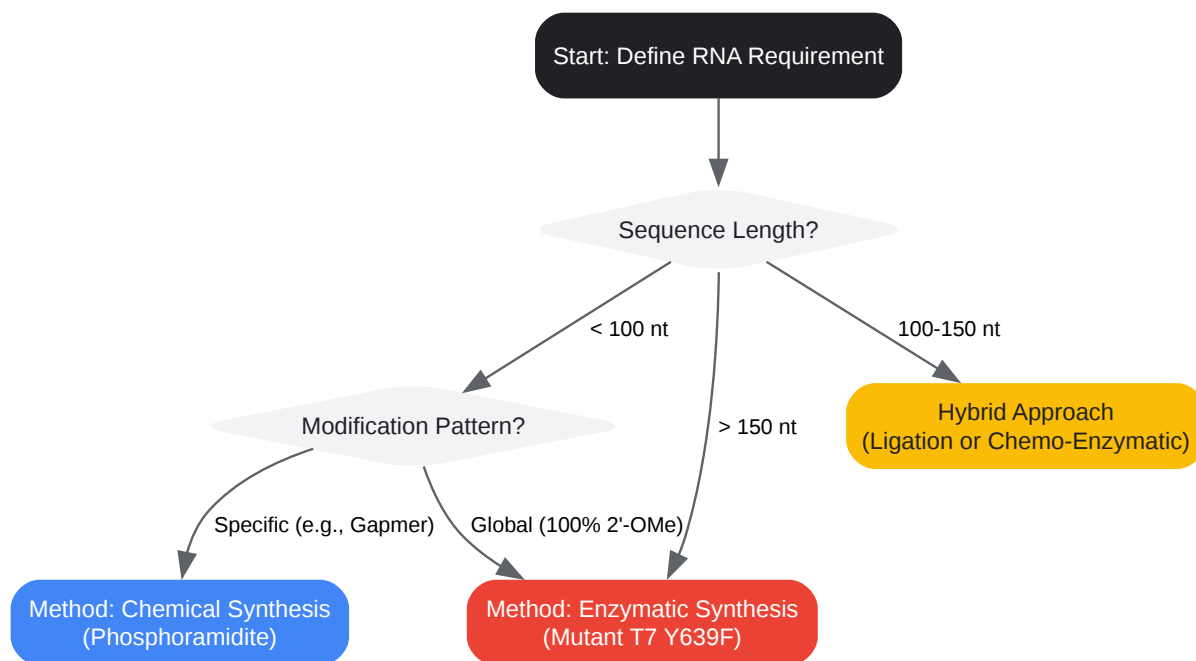 Start: Define RNA Requirement
Sequence Length?
< 100 nt
100-150 nt
Modification Pattern?
> 150 nt
Hybrid Approach
(Ligation or Chemo-Enzymatic)
Specific (e.g., Gapmer)
Global (100% 2'-OMe)
Method: Chemical Synthesis
(Phosphoramidite)
Method: Enzymatic Synthesis
(Mutant T7 Y639F)